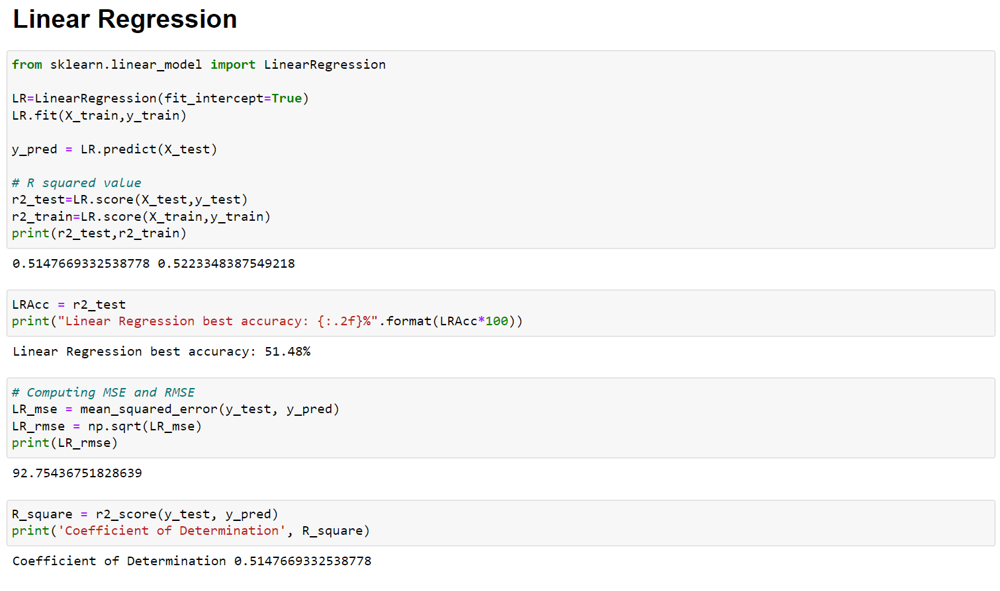 Linear Regression
from sklearn.linear_model import LinearRegression
LR=LinearRegression(fit_intercept=True)
LR.fit(X_train,y_train)
y_pred = LR.predict(X_test)
# R squared value
r2_test=LR.score(X_test,y_test)
r2_train=LR.score(X_train,y_train)
print(r2_test,r2_train)
0.5147669332538778 0.5223348387549218
LRAcc = r2_test
print("Linear Regression best accuracy: {:.2f}%".format(LRAcc*100))
Linear Regression best accuracy: 51.48%
# Computing MSE and RMSE
LR_mse = mean_squared_error(y_test, y_pred)
LR_rmse = np.sqrt(LR_mse)
print(LR_rmse)
92.75436751828639
R_square = r2_score(y_test, y_pred)
print('Coefficient of Determination', R_square)
Coefficient of Determination 0.5147669332538778